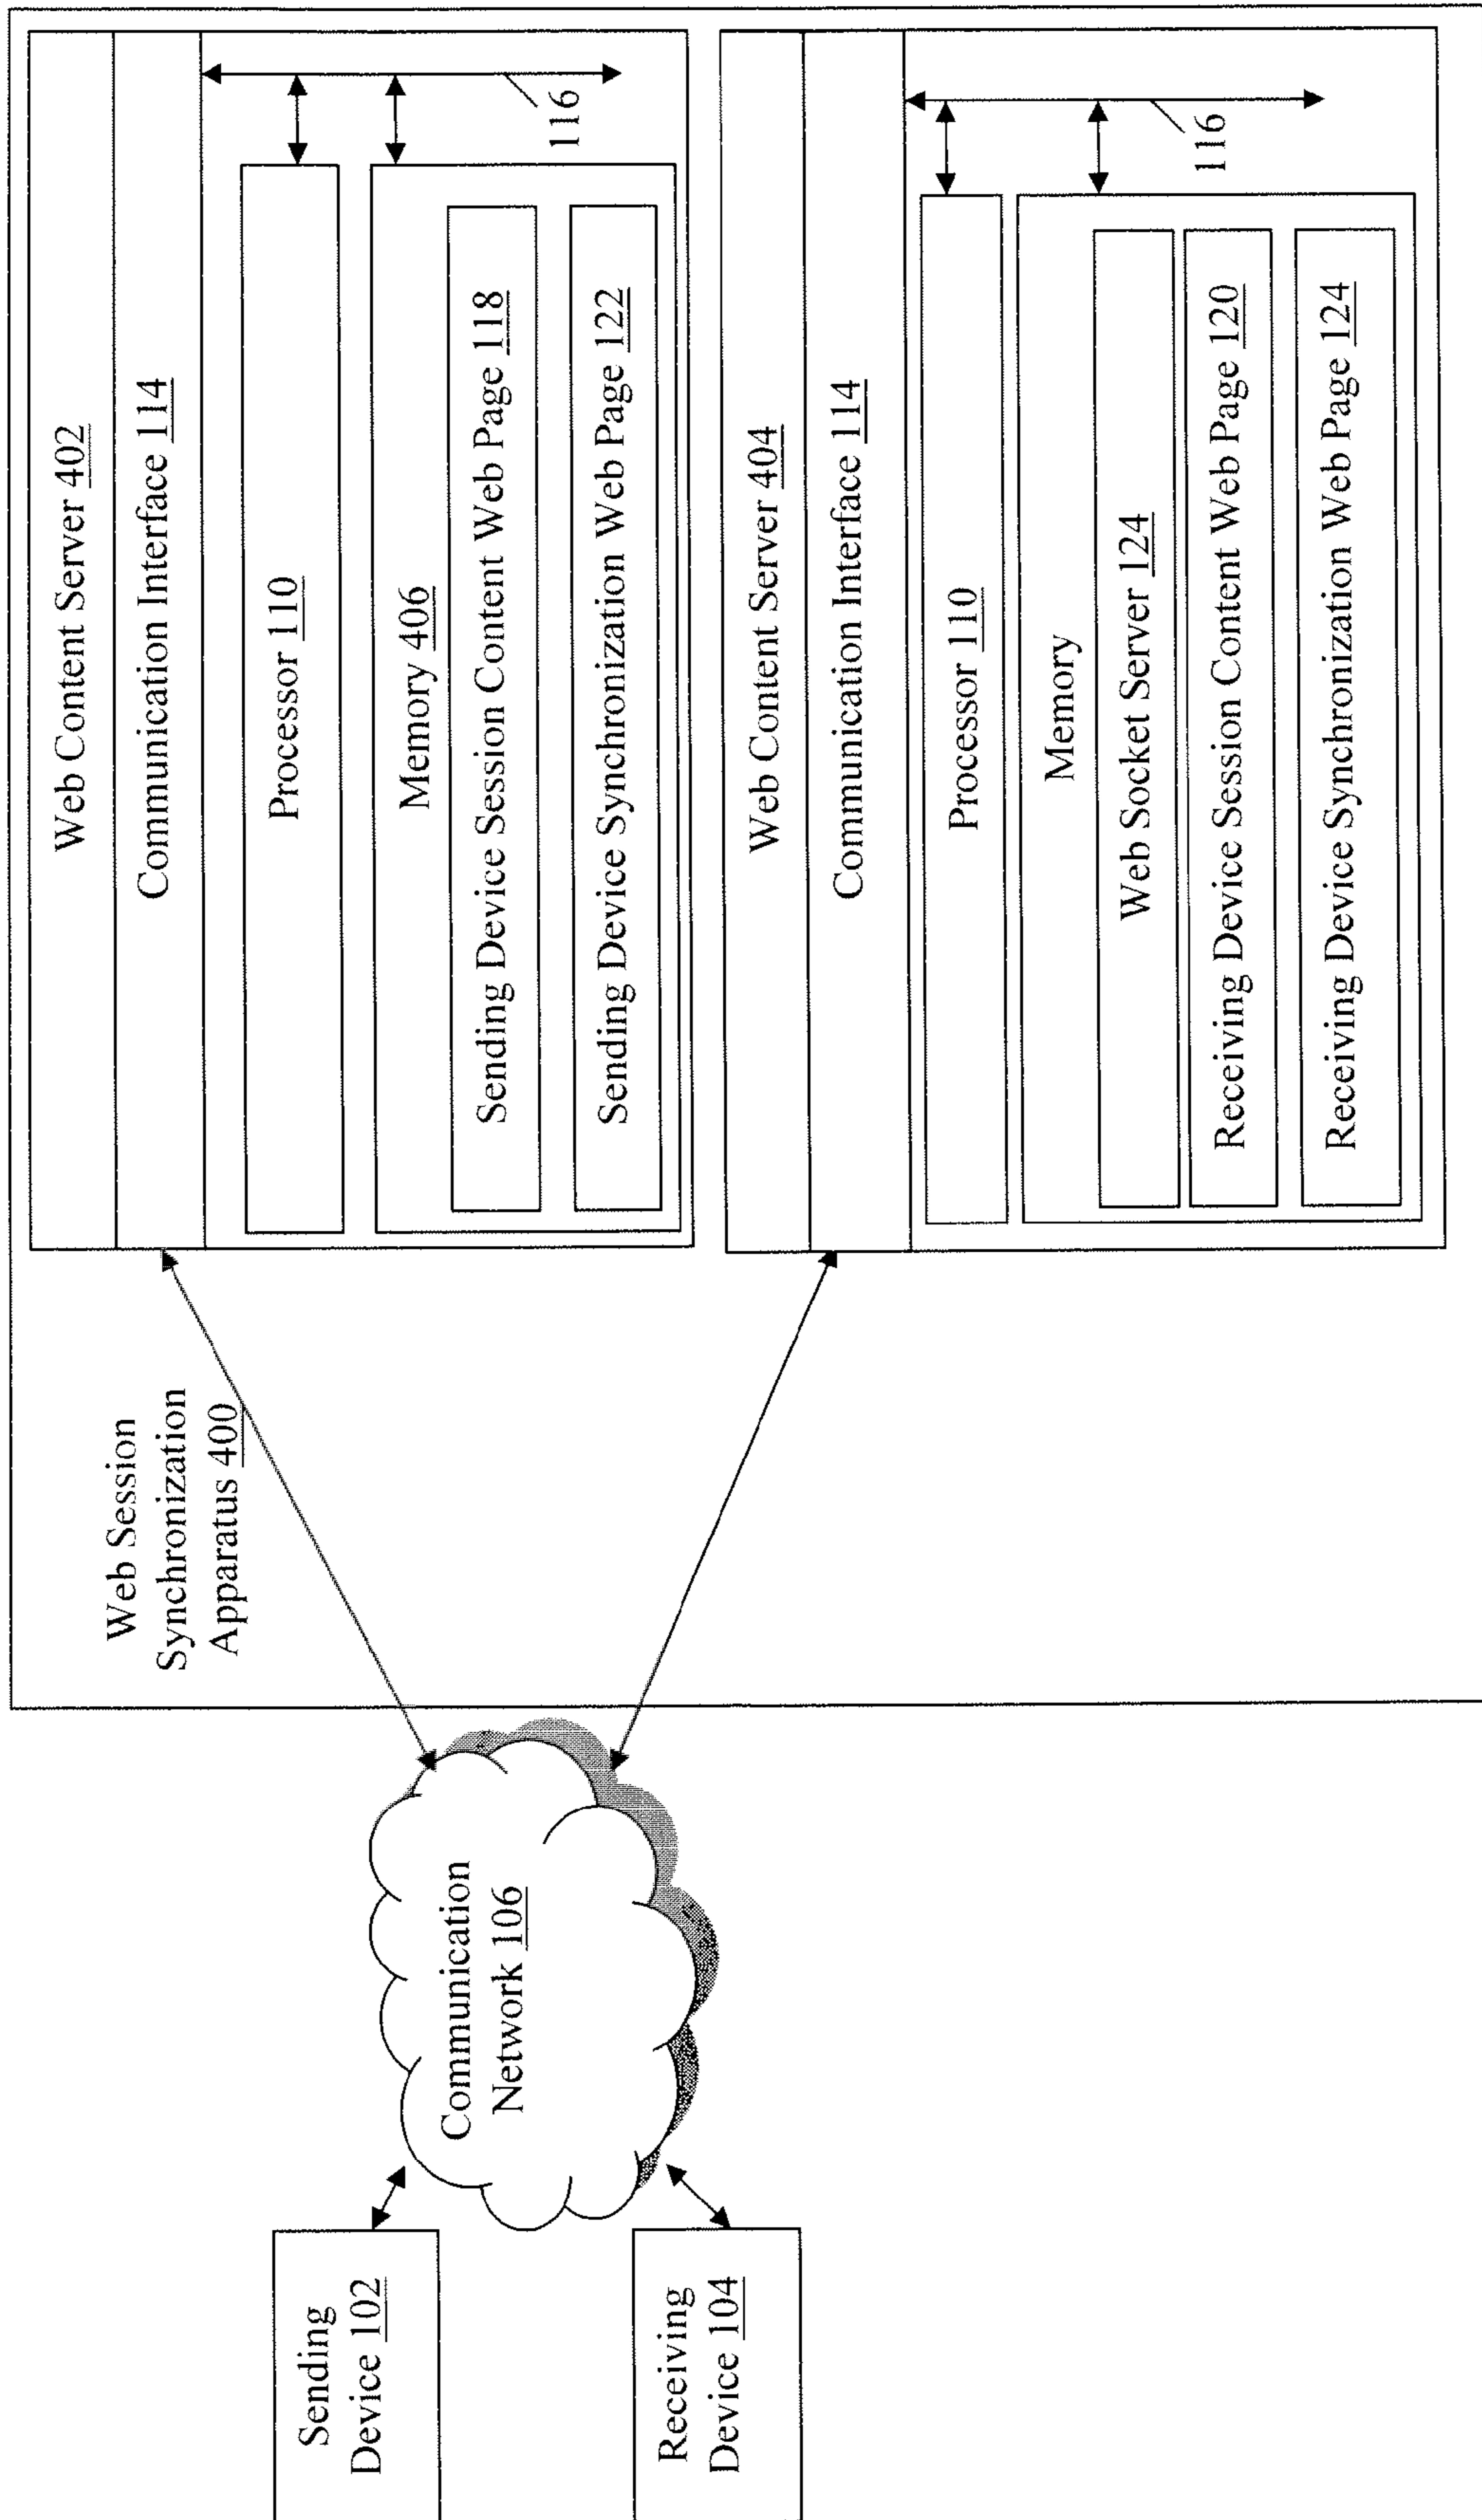 Sending
Device 102
Receiving
Device 104
Communication
Network 106
Web Session
Synchronization
Apparatus 400
Web Content Server 402
Communication Interface 114
Processor 110
Memory 406
Sending Device Session Content Web Page 118
Sending Device Synchronization Web Page 122
116
Web Content Server 404
Communication Interface 114
Processor 110
Memory
Web Socket Server 124
Receiving Device Session Content Web Page 120
Receiving Device Synchronization Web Page 124
116